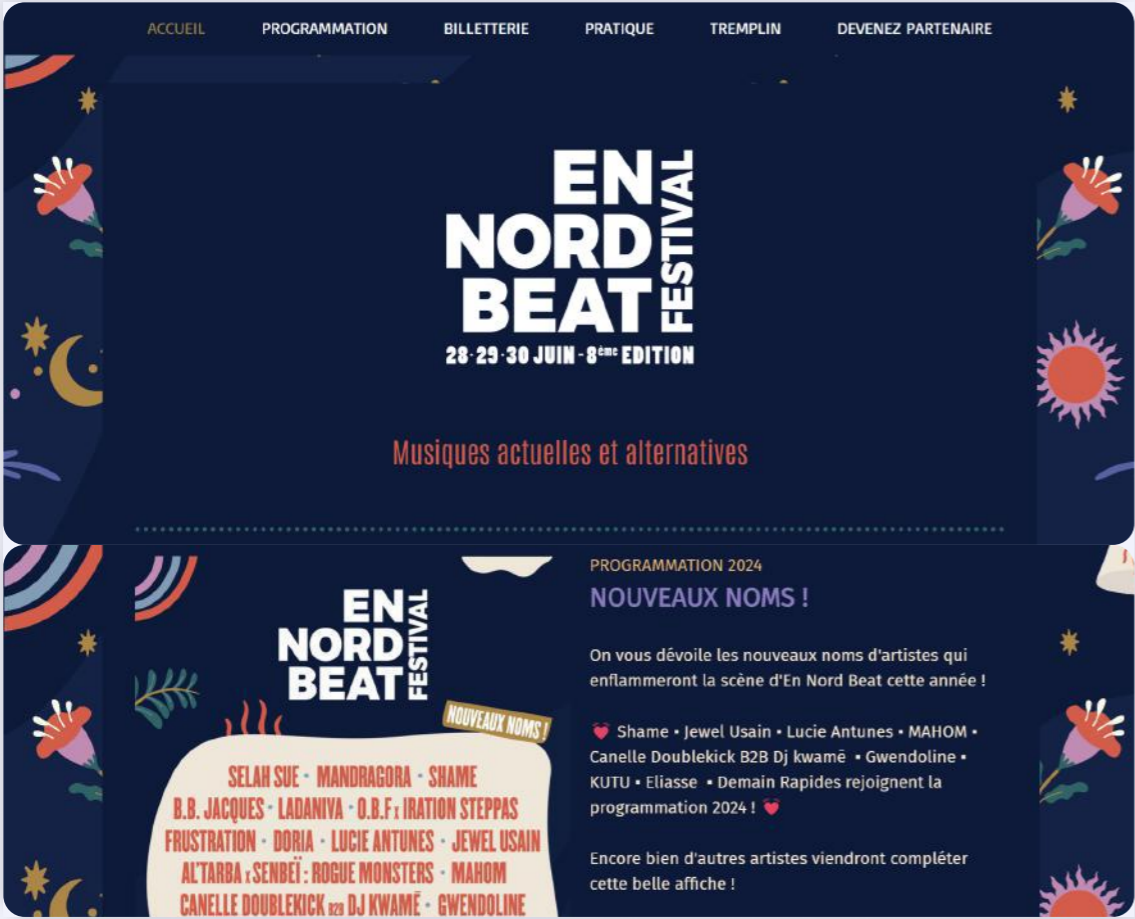 ACCUEIL PROGRAMMATION BILLETTERIE PRATIQUE TREMPLIN DEVENEZ PARTENAIRE
EN
NORD
BEAT
FESTIVAL
28·29·30 JUIN - 8ème EDITION
Musiques actuelles et alternatives
EN
NORD
BEAT
FESTIVAL
NOUVEAUX NOMS !
SELAH SUE • MANDRAGORA • SHAME
B.B. JACQUES • LADANIVA • O.B.F x IRATION STEPPAS
FRUSTRATION • DORIA • LUCIE ANTUNES • JEWEL USAIN
AL'TARBA x SENBEÏ : ROGUE MONSTERS • MAHOM
CANELLE DOUBLEKICK B2B DJ KWAMĒ • GWENDOLINE
PROGRAMMATION 2024
NOUVEAUX NOMS !
On vous dévoile les nouveaux noms d'artistes qui
enflammeront la scène d'En Nord Beat cette année !
💓 Shame ▪ Jewel Usain ▪ Lucie Antunes ▪ MAHOM ▪
Canelle Doublekick B2B Dj kwamē ▪ Gwendoline ▪
KUTU ▪ Eliasse ▪ Demain Rapides rejoignent la
programmation 2024 ! 💓
Encore bien d'autres artistes viendront compléter
cette belle affiche !